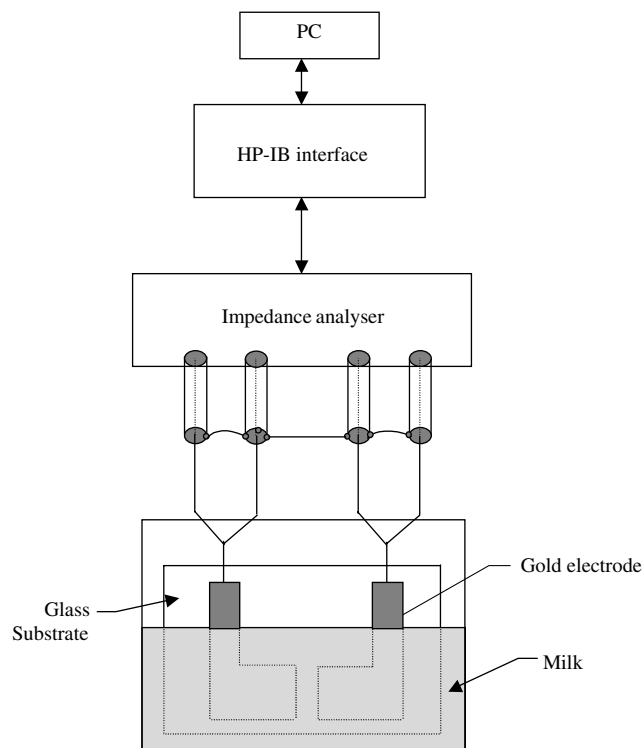 PC
HP-IB interface
Impedance analyser
Gold electrode
Glass
Substrate
Milk